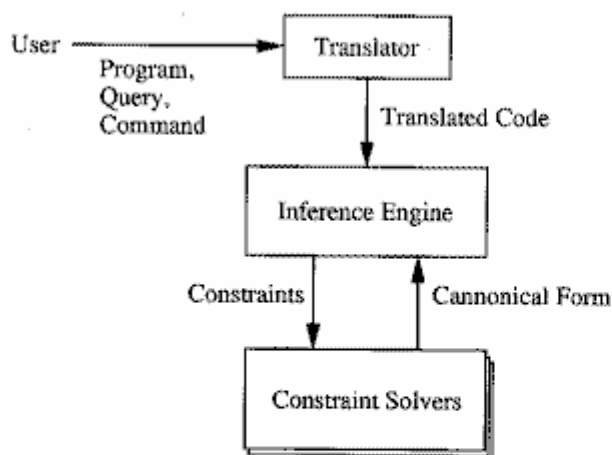 User
Translator
Program,
Query,
Command
Translated Code
Inference Engine
Constraints
Cannonical Form
Constraint Solvers